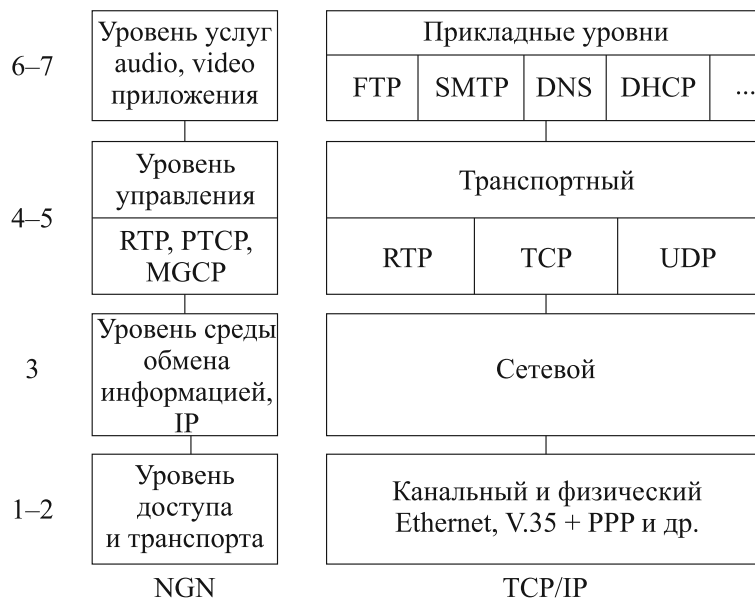 6–7
Уровень услуг
audio, video
приложения
Прикладные уровни
FTP SMTP DNS DHCP ...
4–5
Уровень
управления
RTP, PTCP,
MGCP
Транспортный
RTP TCP UDP
3
Уровень среды
обмена
информацией,
IP
Сетевой
1–2
Уровень
доступа
и транспорта
Канальный и физический
Ethernet, V.35 + PPP и др.
NGN TCP/IP